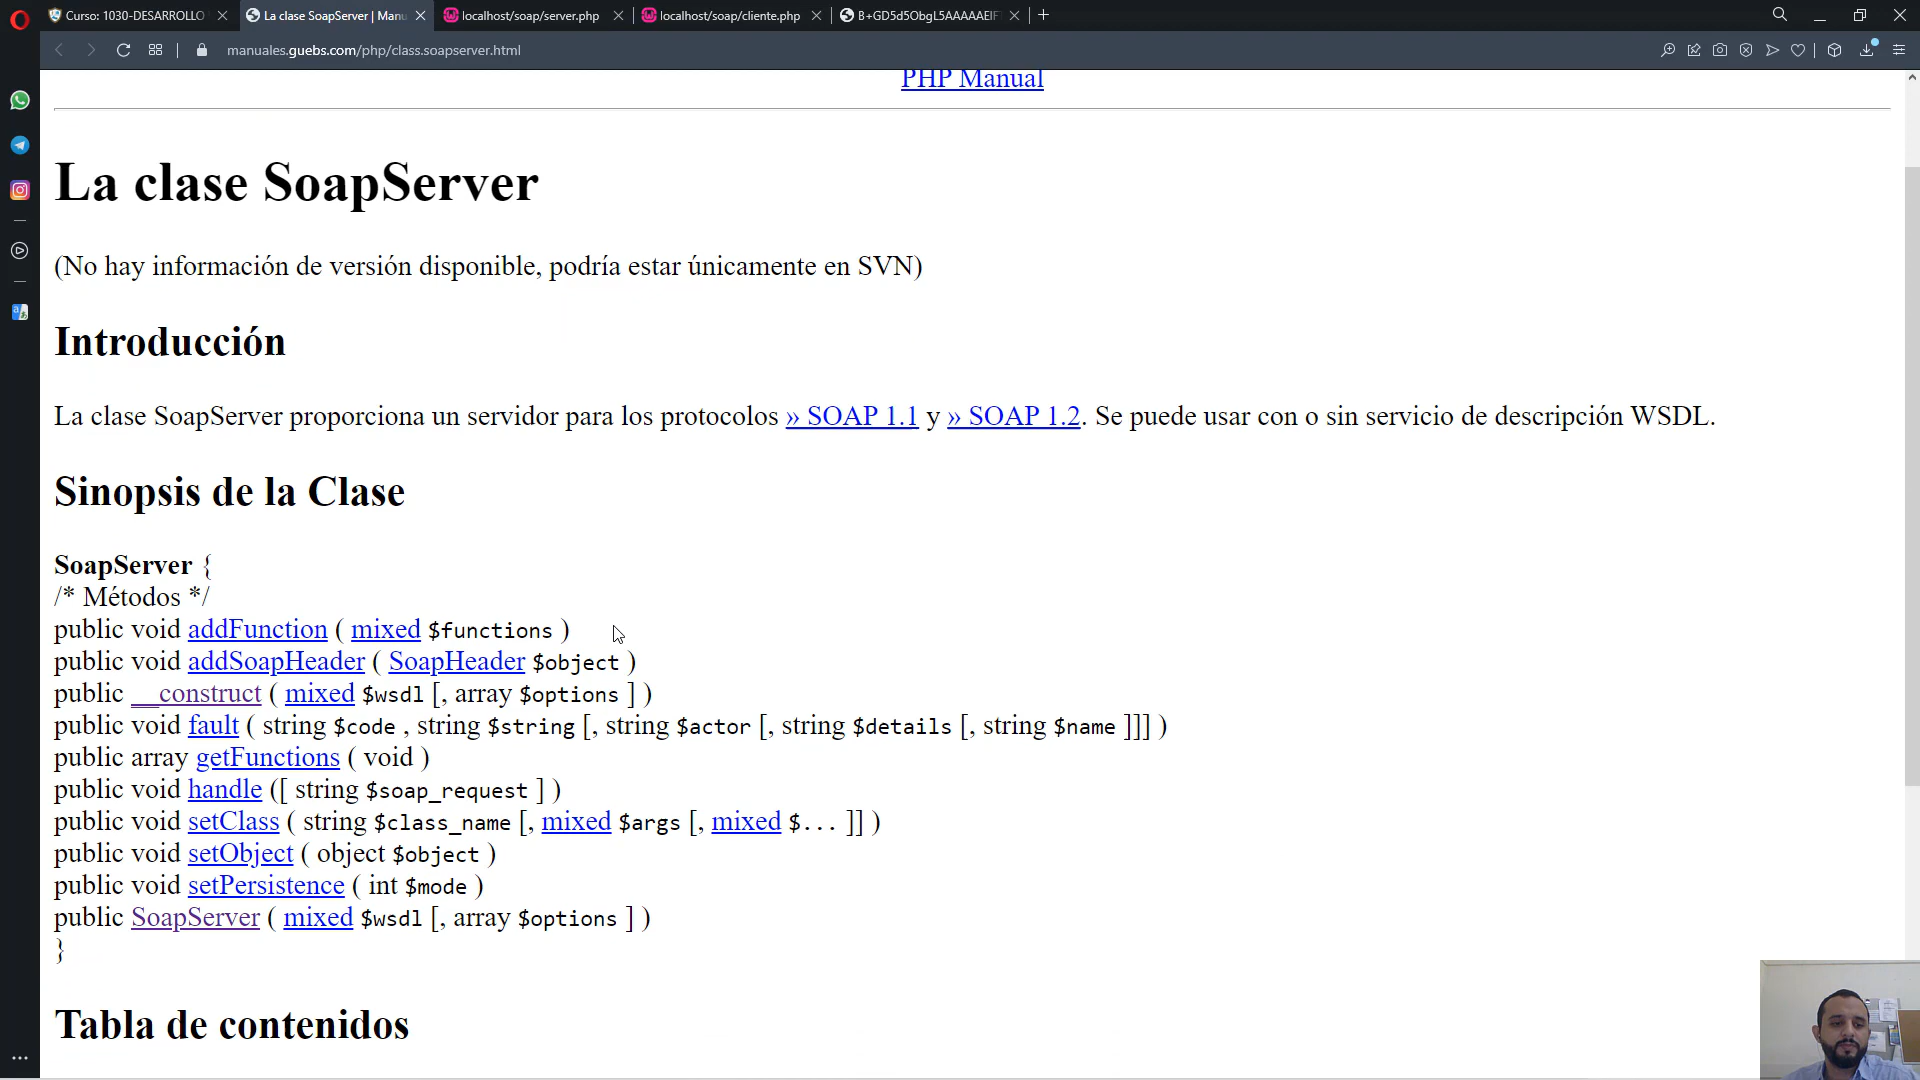 Curso: 1030-DESARROLLO
La clase SoapServer | Manu
localhost/soap/server.php
localhost/soap/cliente.php
B+GD5d5ObgL5AAAAAElF
manuales.guebs.com/php/class.soapserver.html
PHP Manual
La clase SoapServer
(No hay información de versión disponible, podría estar únicamente en SVN)
Introducción
La clase SoapServer proporciona un servidor para los protocolos » SOAP 1.1 y » SOAP 1.2. Se puede usar con o sin servicio de descripción WSDL.
Sinopsis de la Clase
SoapServer {
/* Métodos */
public void addFunction ( mixed $functions )
public void addSoapHeader ( SoapHeader $object )
public __construct ( mixed $wsdl [, array $options ] )
public void fault ( string $code , string $string [, string $actor [, string $details [, string $name ]]] )
public array getFunctions ( void )
public void handle ([ string $soap_request ] )
public void setClass ( string $class_name [, mixed $args [, mixed $... ]] )
public void setObject ( object $object )
public void setPersistence ( int $mode )
public SoapServer ( mixed $wsdl [, array $options ] )
}
Tabla de contenidos